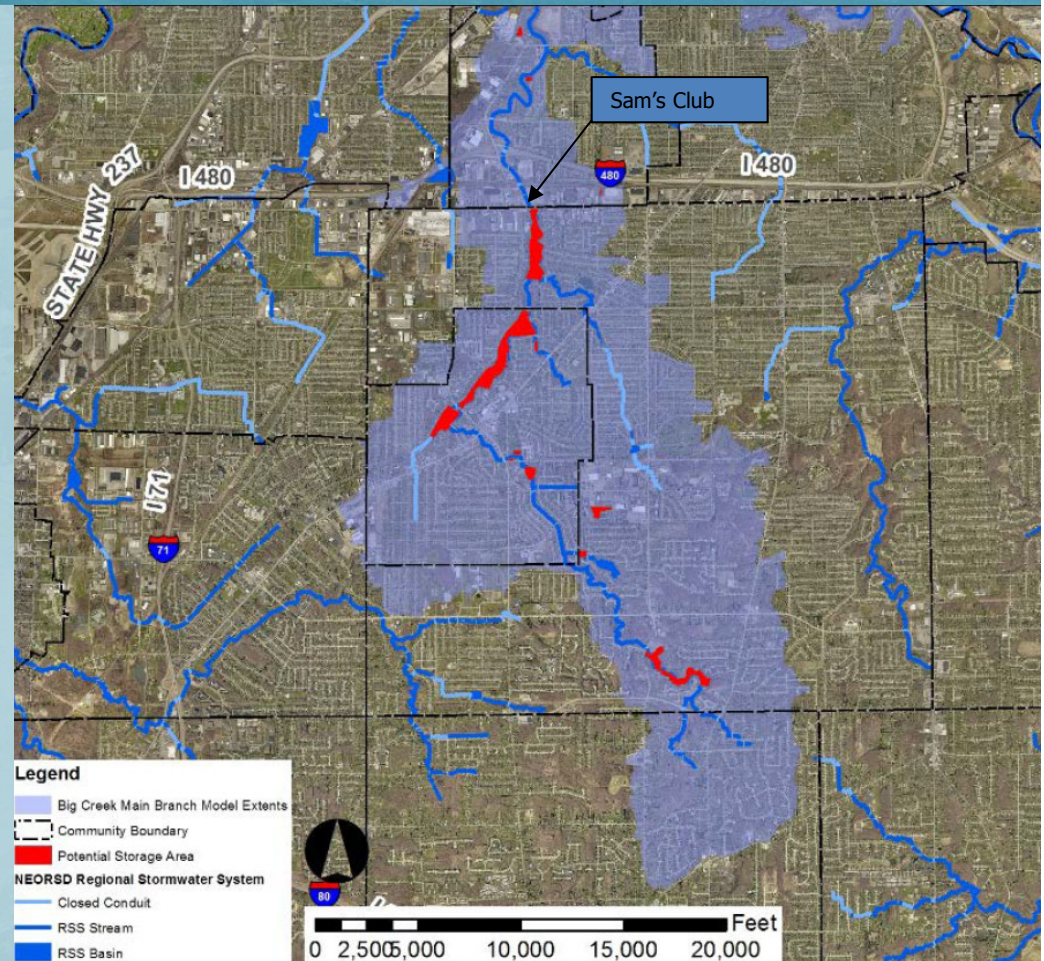 Sam's Club
I 480
480
I 480
STATE HWY 237
I 71
71
Legend
Big Creek Main Branch Model Extents
Community Boundary
Potential Storage Area
NEORSD Regional Stormwater System
Closed Conduit
RSS Stream
RSS Basin
80
Feet
0 2,500 5,000 10,000 15,000 20,000